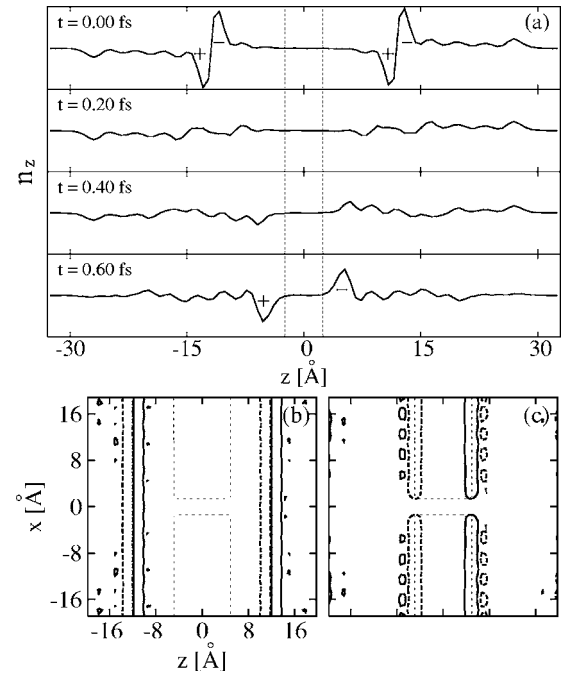 (a)
t = 0.00 fs
+ − + −
t = 0.20 fs
n_z
t = 0.40 fs
t = 0.60 fs
+ −
-30 -15 0 15 30
z [Å]
(b) (c)
16
8
0
-8
-16
x [Å]
-16 -8 0 8 16
z [Å]